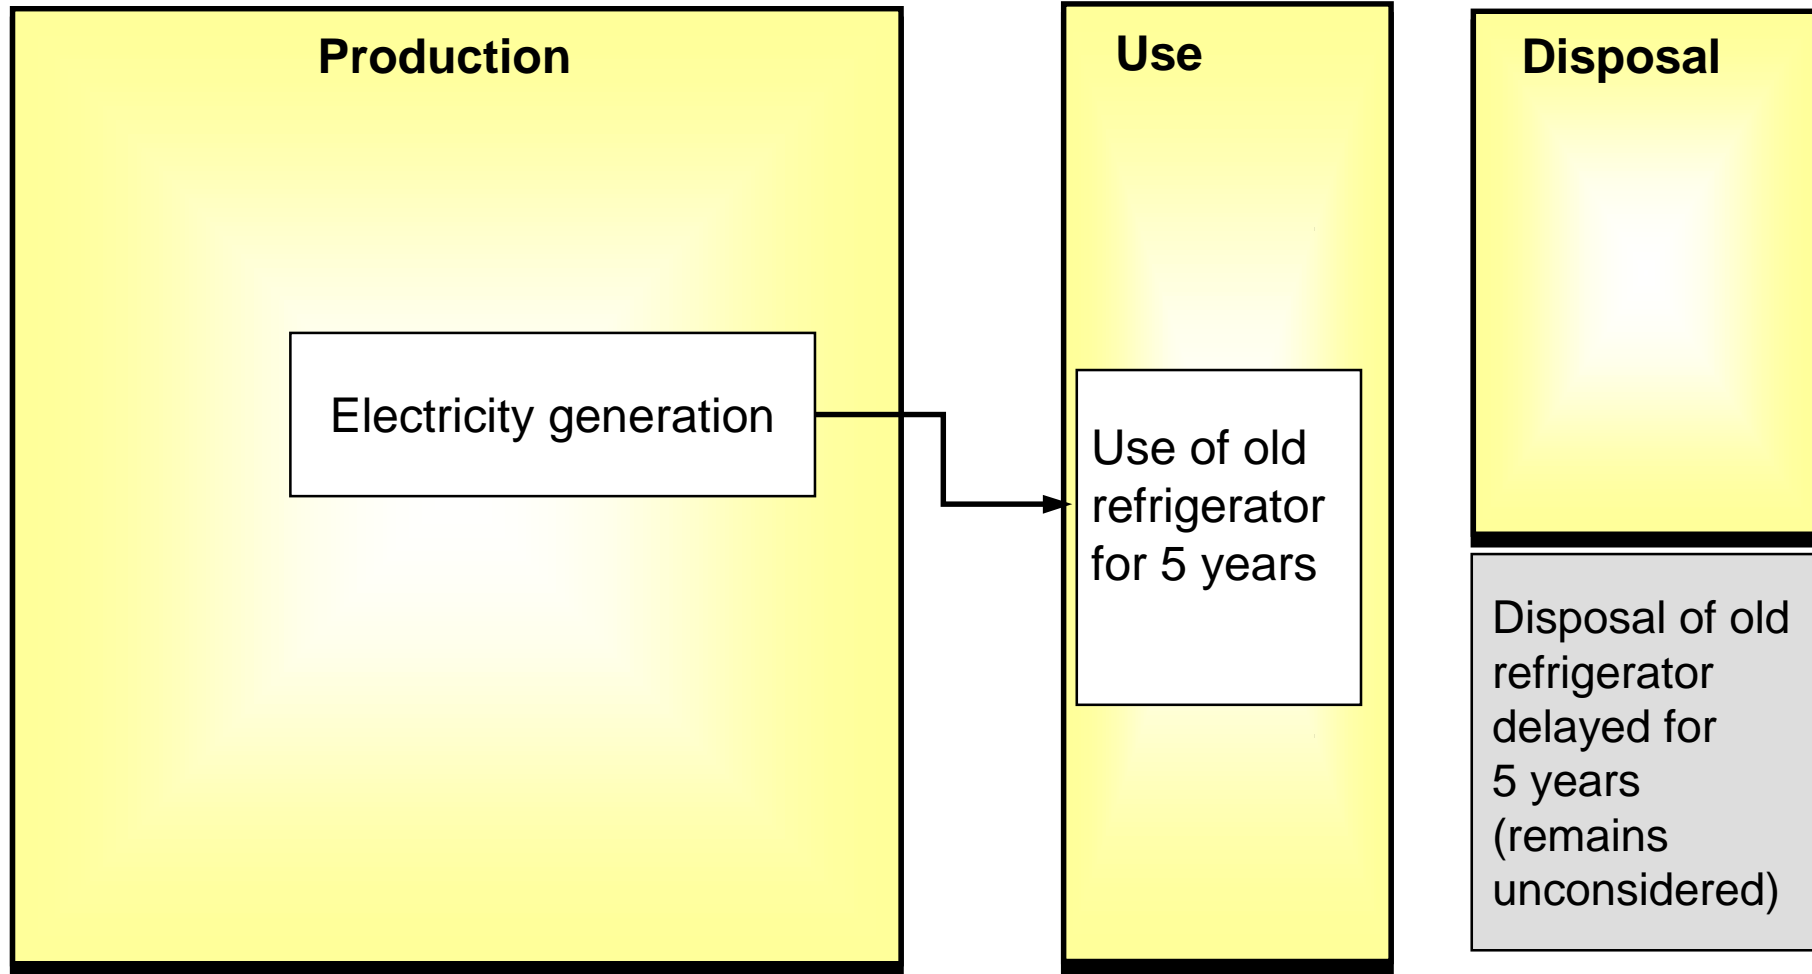 Production
Use
Disposal
Electricity generation
Use of old
refrigerator
for 5 years
Disposal of old
refrigerator
delayed for
5 years
(remains
unconsidered)